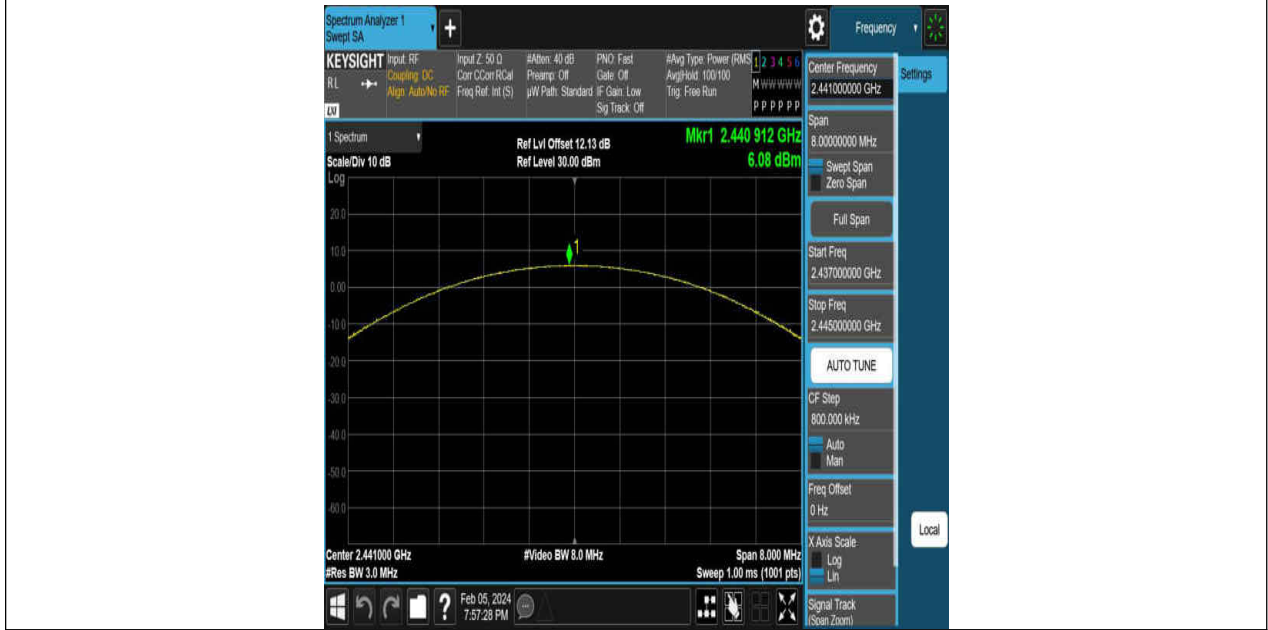 Spectrum Analyzer 1
Swept SA
+
Frequency
KEYSIGHT
RL
LXI
Input: RF
Coupling: DC
Align: Auto/No RF
Input Z: 50 Ω
Corr CCorr RCal
Freq Ref: Int (S)
#Atten: 40 dB
Preamp: Off
µW Path: Standard
PNO: Fast
Gate: Off
IF Gain: Low
Sig Track: Off
#Avg Type: Power (RMS
Avg|Hold: 100/100
Trig: Free Run
1 2 3 4 5 6
M W W W W W
P P P P P P
1 Spectrum
Scale/Div 10 dB
Ref Lvl Offset 12.13 dB
Ref Level 30.00 dBm
Mkr1 2.440 912 GHz
6.08 dBm
Log
20.0
10.0
0.00
-10.0
-20.0
-30.0
-40.0
-50.0
-60.0
1
Center 2.441000 GHz
#Res BW 3.0 MHz
#Video BW 8.0 MHz
Span 8.000 MHz
Sweep 1.00 ms (1001 pts)
Center Frequency
2.441000000 GHz
Settings
Span
8.00000000 MHz
Swept Span
Zero Span
Full Span
Start Freq
2.437000000 GHz
Stop Freq
2.445000000 GHz
AUTO TUNE
CF Step
800.000 kHz
Auto
Man
Freq Offset
0 Hz
X Axis Scale
Log
Lin
Signal Track
(Span Zoom)
Local
?
Feb 05, 2024
7:57:28 PM